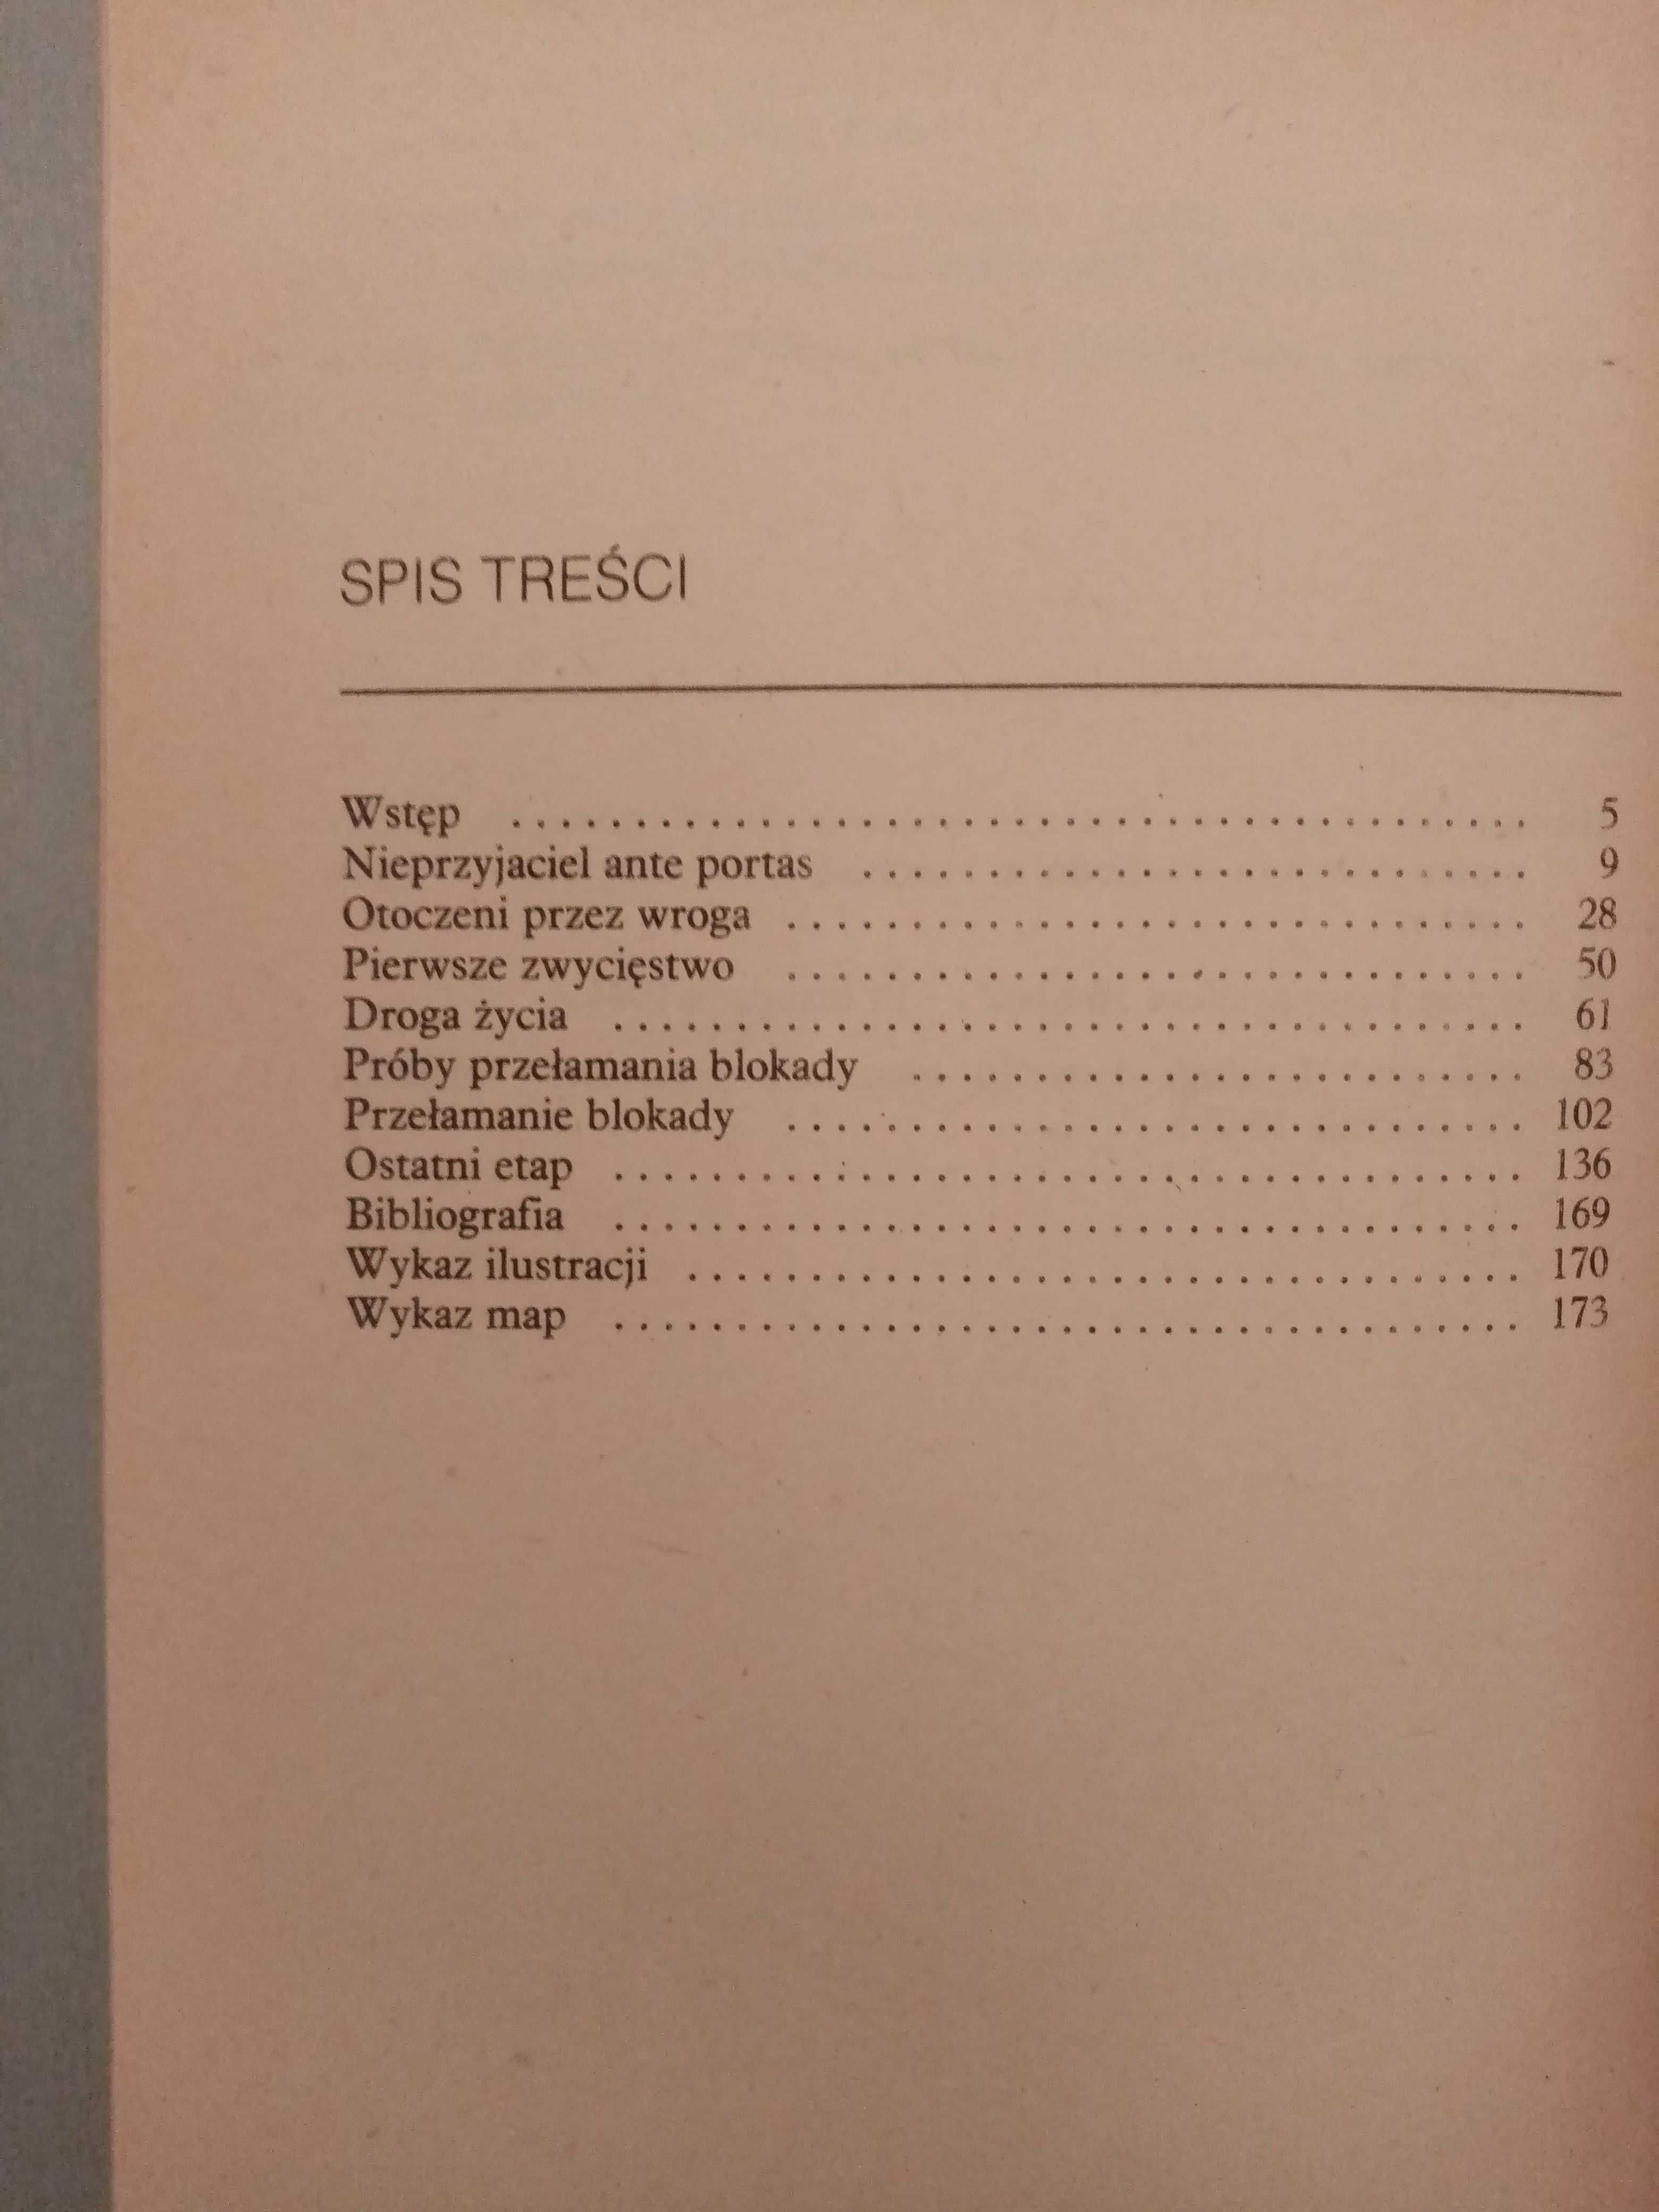 SPIS TREŚCI
Wstęp ........................................ 5
Nieprzyjaciel ante portas ........................... 9
Otoczeni przez wroga .............................. 28
Pierwsze zwycięstwo .............................. 50
Droga życia ..................................... 61
Próby przełamania blokady ......................... 83
Przełamanie blokady .............................. 102
Ostatni etap ..................................... 136
Bibliografia ..................................... 169
Wykaz ilustracji .................................. 170
Wykaz map ..................................... 173